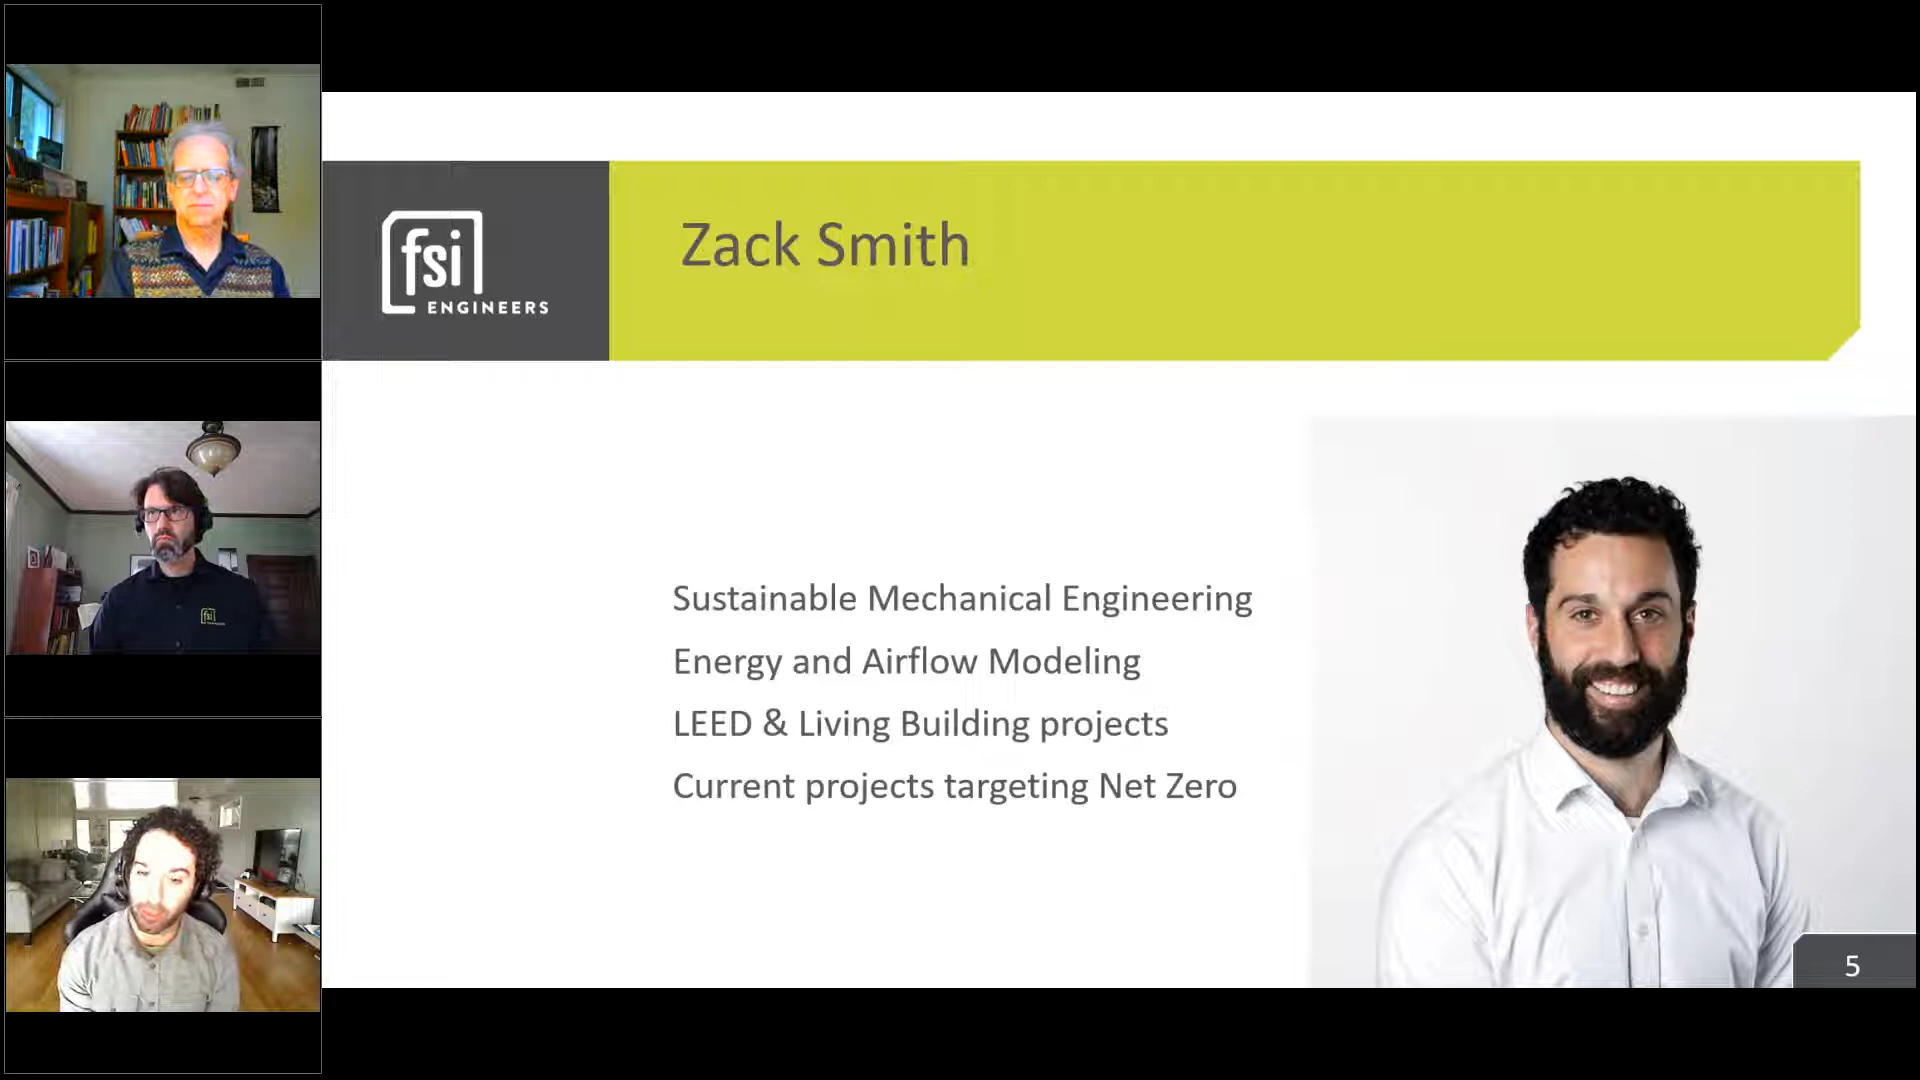 fsi
ENGINEERS
Zack Smith
Sustainable Mechanical Engineering
Energy and Airflow Modeling
LEED & Living Building projects
Current projects targeting Net Zero
5
fsi